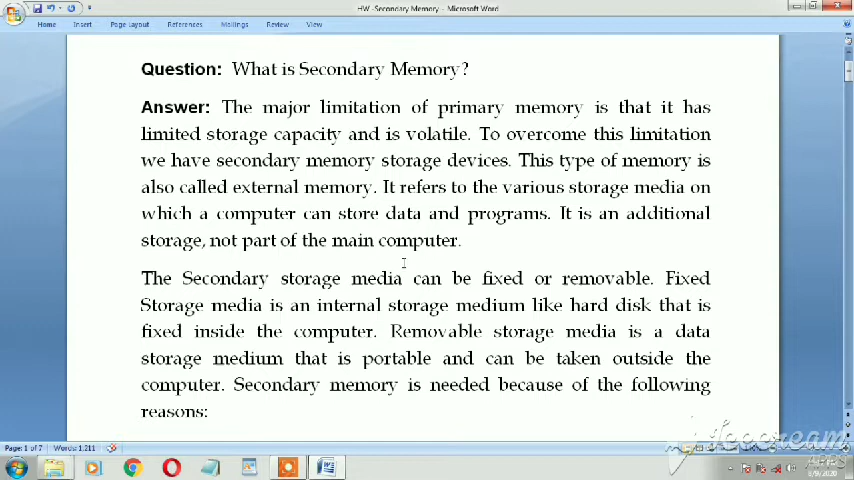 HW -Secondary Memory - Microsoft Word
Home Insert Page Layout References Mailings Review View
Question: What is Secondary Memory?
Answer: The major limitation of primary memory is that it has
limited storage capacity and is volatile. To overcome this limitation
we have secondary memory storage devices. This type of memory is
also called external memory. It refers to the various storage media on
which a computer can store data and programs. It is an additional
storage, not part of the main computer.
The Secondary storage media can be fixed or removable. Fixed
Storage media is an internal storage medium like hard disk that is
fixed inside the computer. Removable storage media is a data
storage medium that is portable and can be taken outside the
computer. Secondary memory is needed because of the following
reasons:
Page: 1 of 7 Words: 1,211
8/9/2020